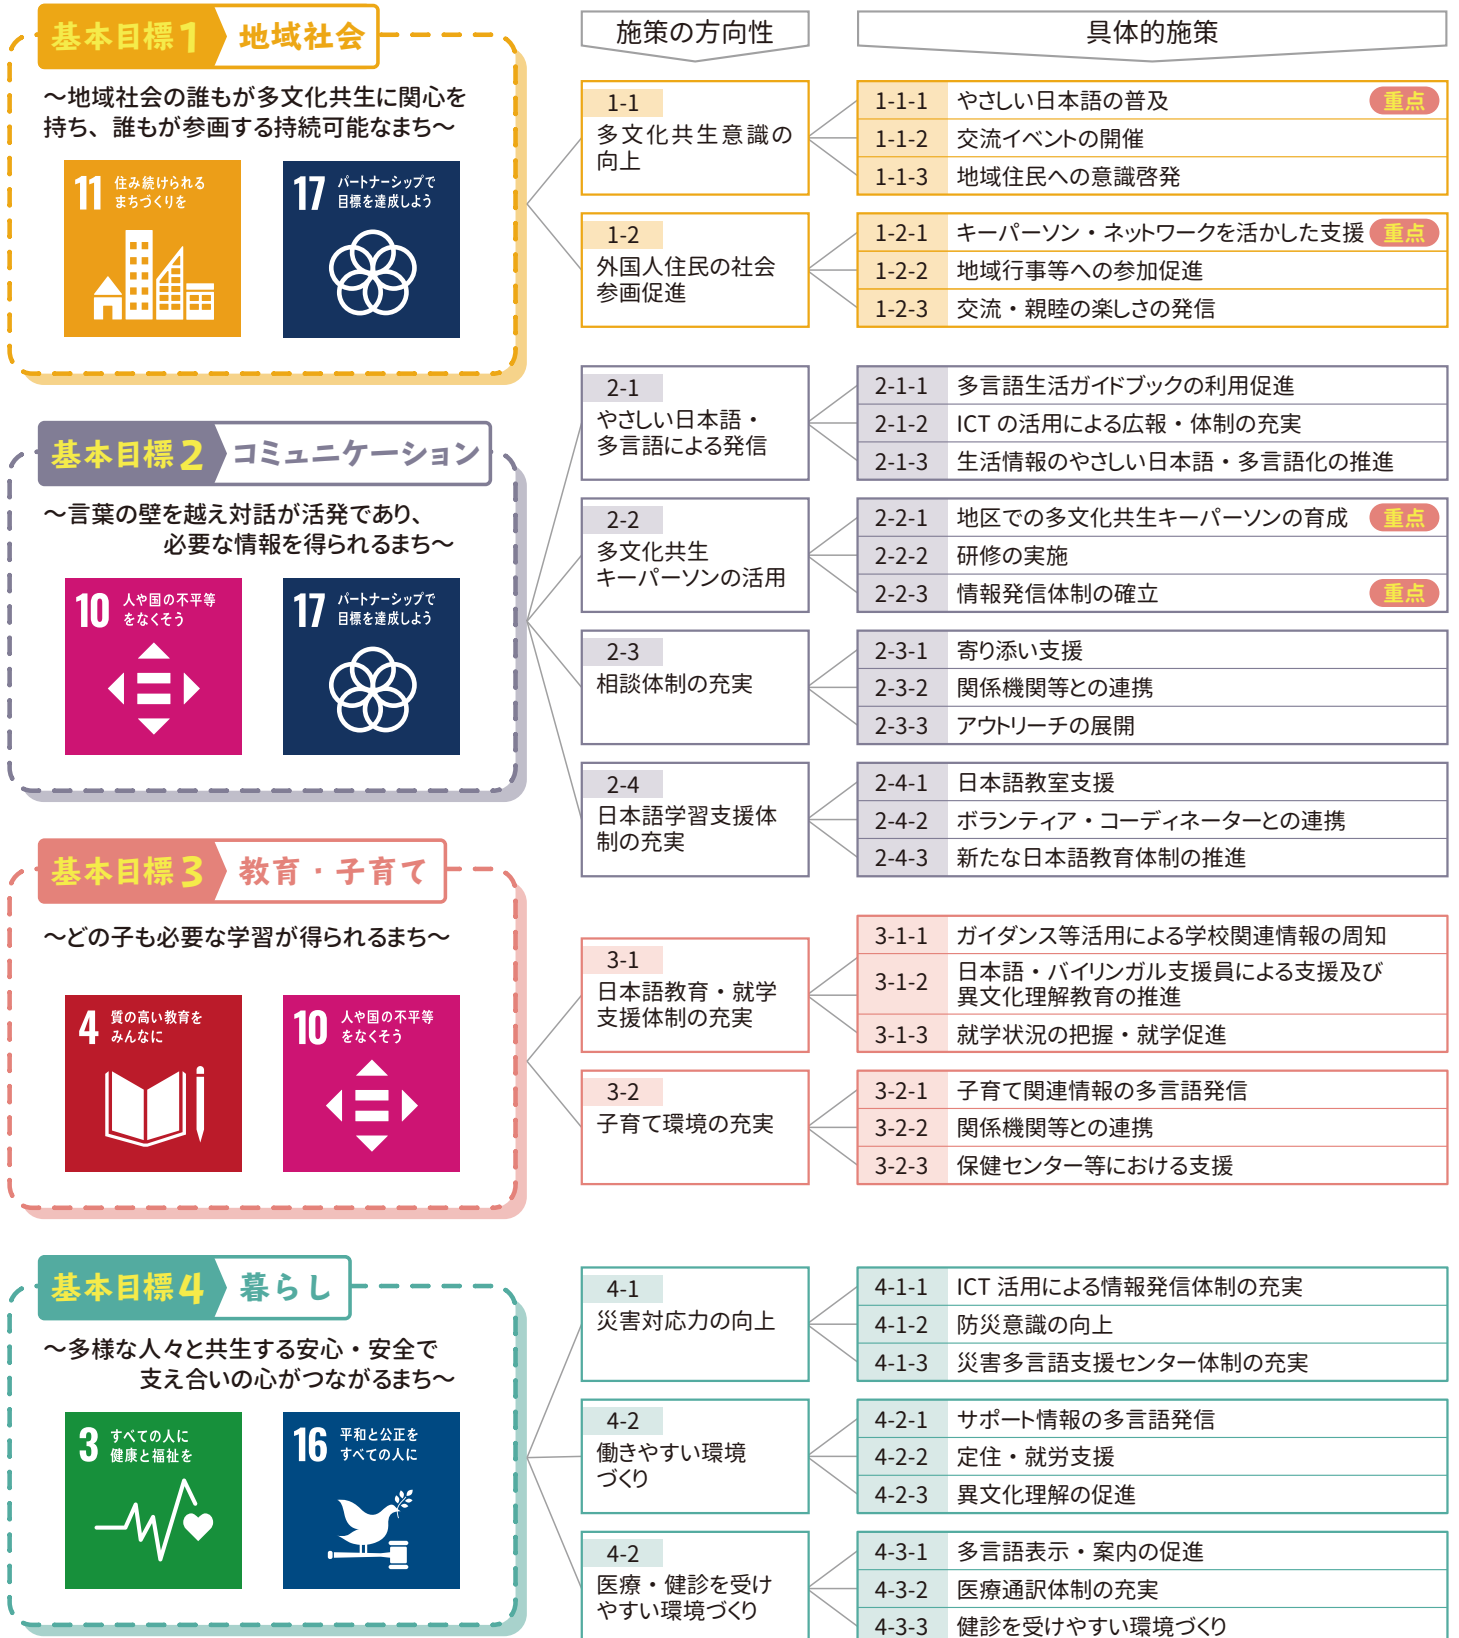 施策の方向性
具体的施策
基本目標1 地域社会
～地域社会の誰もが多文化共生に関心を
持ち、誰もが参画する持続可能なまち～
11 住み続けられる
まちづくりを
17 パートナーシップで
目標を達成しよう
1-1
多文化共生意識の
向上
1-1-1 やさしい日本語の普及 重点
1-1-2 交流イベントの開催
1-1-3 地域住民への意識啓発
1-2
外国人住民の社会
参画促進
1-2-1 キーパーソン・ネットワークを活かした支援 重点
1-2-2 地域行事等への参加促進
1-2-3 交流・親睦の楽しさの発信
基本目標2 コミュニケーション
～言葉の壁を越え対話が活発であり、
必要な情報を得られるまち～
10 人や国の不平等
をなくそう
17 パートナーシップで
目標を達成しよう
2-1
やさしい日本語・
多言語による発信
2-1-1 多言語生活ガイドブックの利用促進
2-1-2 ICT の活用による広報・体制の充実
2-1-3 生活情報のやさしい日本語・多言語化の推進
2-2
多文化共生
キーパーソンの活用
2-2-1 地区での多文化共生キーパーソンの育成 重点
2-2-2 研修の実施
2-2-3 情報発信体制の確立 重点
2-3
相談体制の充実
2-3-1 寄り添い支援
2-3-2 関係機関等との連携
2-3-3 アウトリーチの展開
2-4
日本語学習支援体
制の充実
2-4-1 日本語教室支援
2-4-2 ボランティア・コーディネーターとの連携
2-4-3 新たな日本語教育体制の推進
基本目標3 教育・子育て
～どの子も必要な学習が得られるまち～
4 質の高い教育を
みんなに
10 人や国の不平等
をなくそう
3-1
日本語教育・就学
支援体制の充実
3-1-1 ガイダンス等活用による学校関連情報の周知
3-1-2 日本語・バイリンガル支援員による支援及び
異文化理解教育の推進
3-1-3 就学状況の把握・就学促進
3-2
子育て環境の充実
3-2-1 子育て関連情報の多言語発信
3-2-2 関係機関等との連携
3-2-3 保健センター等における支援
基本目標4 暮らし
～多様な人々と共生する安心・安全で
支え合いの心がつながるまち～
3 すべての人に
健康と福祉を
16 平和と公正を
すべての人に
4-1
災害対応力の向上
4-1-1 ICT 活用による情報発信体制の充実
4-1-2 防災意識の向上
4-1-3 災害多言語支援センター体制の充実
4-2
働きやすい環境
づくり
4-2-1 サポート情報の多言語発信
4-2-2 定住・就労支援
4-2-3 異文化理解の促進
4-2
医療・健診を受け
やすい環境づくり
4-3-1 多言語表示・案内の促進
4-3-2 医療通訳体制の充実
4-3-3 健診を受けやすい環境づくり